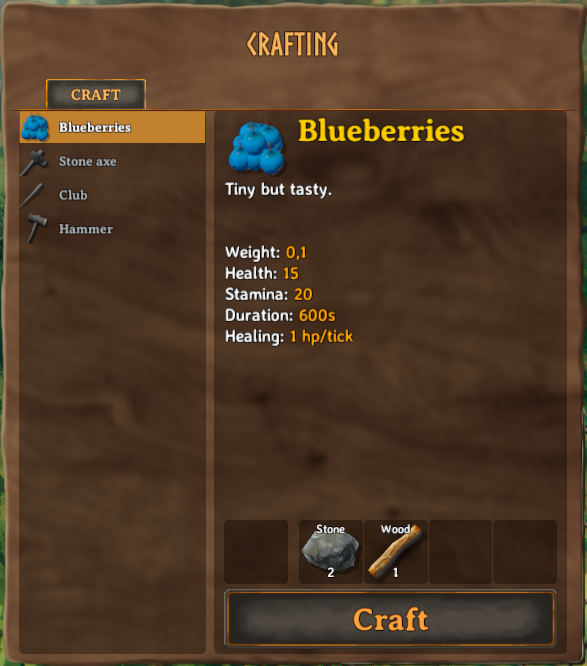 CRAFTING
CRAFT
Blueberries
Stone axe
Club
Hammer
Blueberries
Tiny but tasty.
Weight: 0,1
Health: 15
Stamina: 20
Duration: 600s
Healing: 1 hp/tick
Stone Wood
2 1
Craft